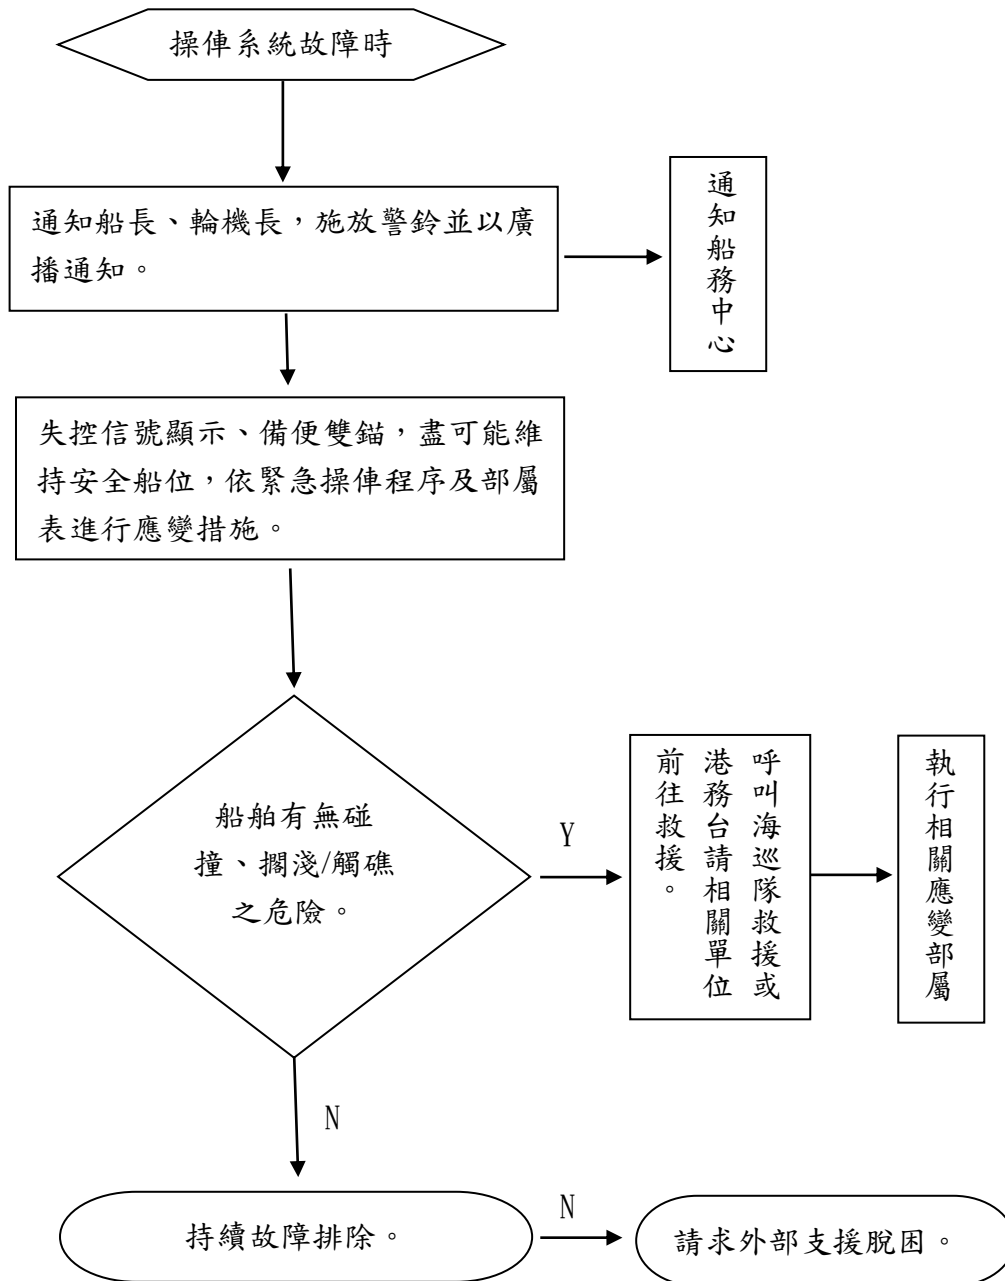 操俥系統故障時
通知船長、輪機長，施放警鈴並以廣
播通知。
通知船務中心
失控信號顯示、備便雙錨，盡可能維
持安全船位，依緊急操俥程序及部屬
表進行應變措施。
船舶有無碰
撞、擱淺/觸礁
之危險。
Y
呼叫海巡隊救援或
港務台請相關單位
前往救援。
執行相關應變部屬
N
持續故障排除。
N
請求外部支援脫困。